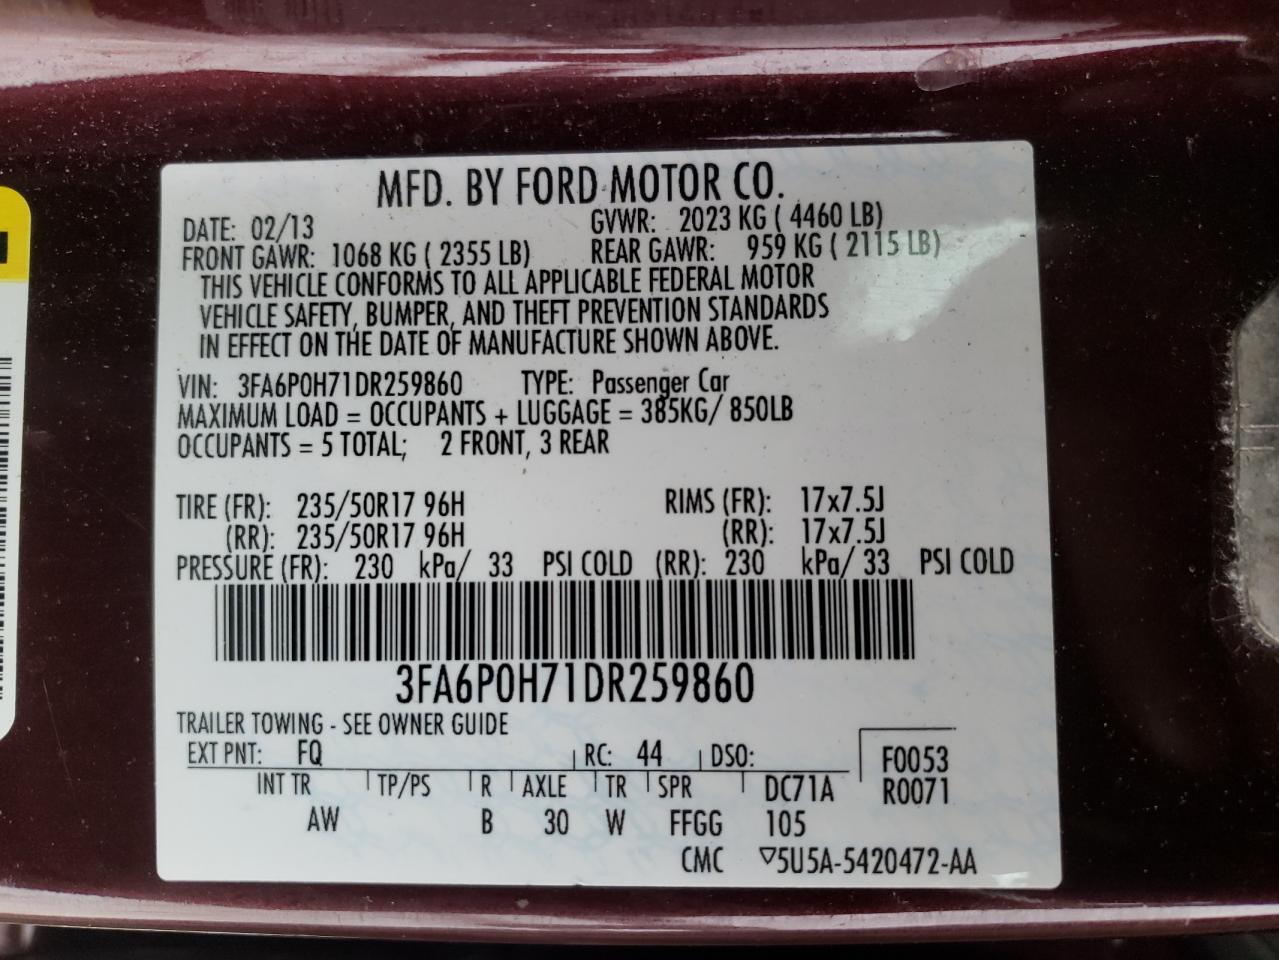 MFD. BY FORD MOTOR CO.
DATE: 02/13 GVWR: 2023 KG ( 4460 LB)
FRONT GAWR: 1068 KG ( 2355 LB) REAR GAWR: 959 KG ( 2115 LB)
THIS VEHICLE CONFORMS TO ALL APPLICABLE FEDERAL MOTOR
VEHICLE SAFETY, BUMPER, AND THEFT PREVENTION STANDARDS
IN EFFECT ON THE DATE OF MANUFACTURE SHOWN ABOVE.
VIN: 3FA6P0H71DR259860 TYPE: Passenger Car
MAXIMUM LOAD = OCCUPANTS + LUGGAGE = 385KG/ 850LB
OCCUPANTS = 5 TOTAL; 2 FRONT, 3 REAR
TIRE (FR): 235/50R17 96H RIMS (FR): 17x7.5J
(RR): 235/50R17 96H (RR): 17x7.5J
PRESSURE (FR): 230 kPa/ 33 PSI COLD (RR): 230 kPa/ 33 PSI COLD
3FA6P0H71DR259860
TRAILER TOWING - SEE OWNER GUIDE
EXT PNT: FQ RC: 44 DSO: F0053
INT TR TP/PS R AXLE TR SPR DC71A R0071
AW B 30 W FFGG 105
CMC ▽5U5A-5420472-AA